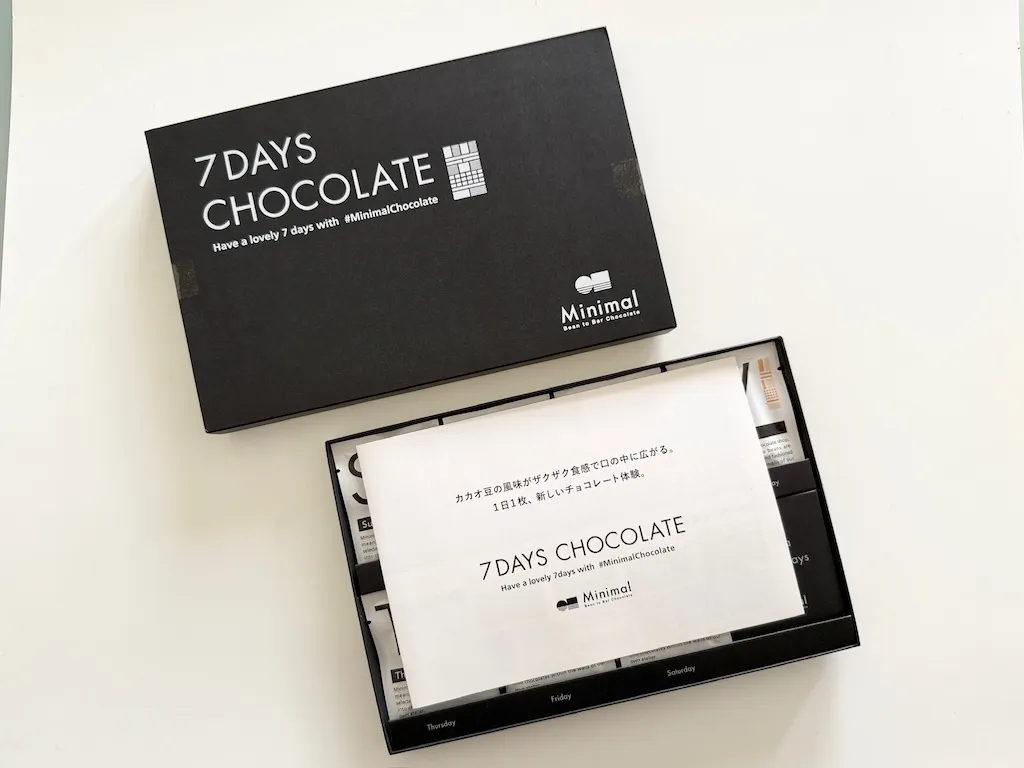 7DAYS
CHOCOLATE
Have a lovely 7 days with #MinimalChocolate
Minimal
Bean to Bar Chocolate
カカオ豆の風味がザクザク食感で口の中に広がる。
1日1枚、新しいチョコレート体験。
7DAYS CHOCOLATE
Have a lovely 7days with #MinimalChocolate
Minimal
Bean to Bar Chocolate
S
Su
T
Th
Y
ays
Thursday
Friday
Saturday